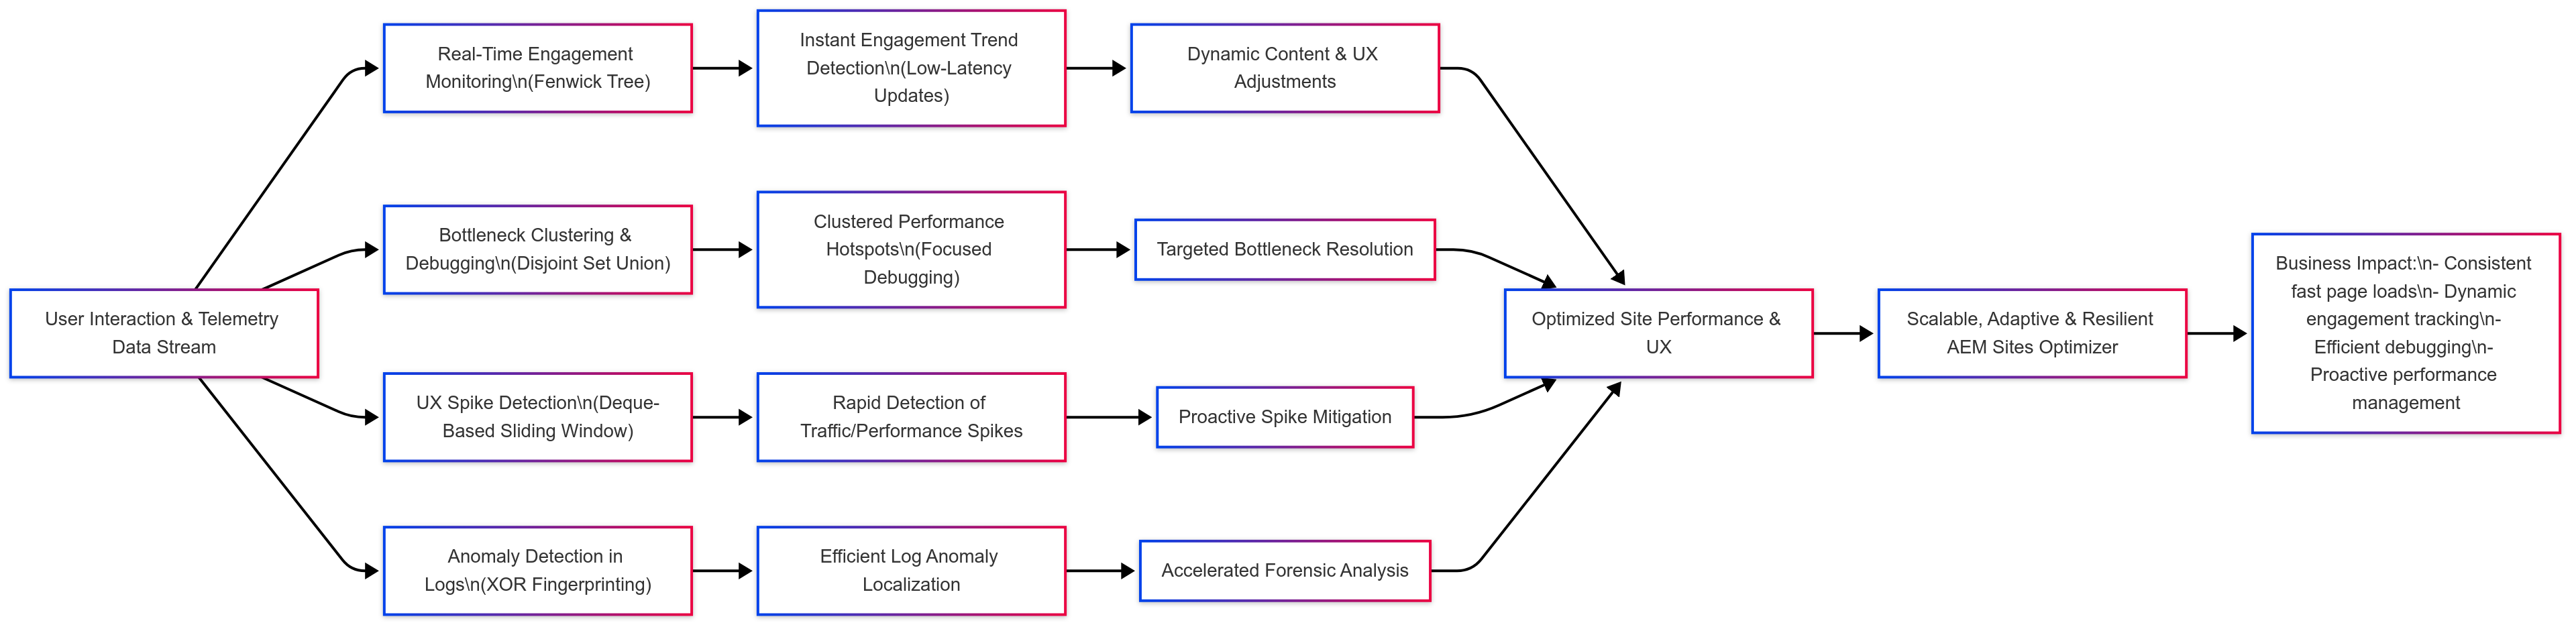 Real-Time Engagement
Monitoring\n(Fenwick Tree)
Instant Engagement Trend
Detection\n(Low-Latency
Updates)
Dynamic Content & UX
Adjustments
Bottleneck Clustering &
Debugging\n(Disjoint Set Union)
Clustered Performance
Hotspots\n(Focused
Debugging)
Targeted Bottleneck Resolution
User Interaction & Telemetry
Data Stream
UX Spike Detection\n(Deque-
Based Sliding Window)
Rapid Detection of
Traffic/Performance Spikes
Proactive Spike Mitigation
Anomaly Detection in
Logs\n(XOR Fingerprinting)
Efficient Log Anomaly
Localization
Accelerated Forensic Analysis
Optimized Site Performance &
UX
Scalable, Adaptive & Resilient
AEM Sites Optimizer
Business Impact:\n- Consistent
fast page loads\n- Dynamic
engagement tracking\n-
Efficient debugging\n-
Proactive performance
management